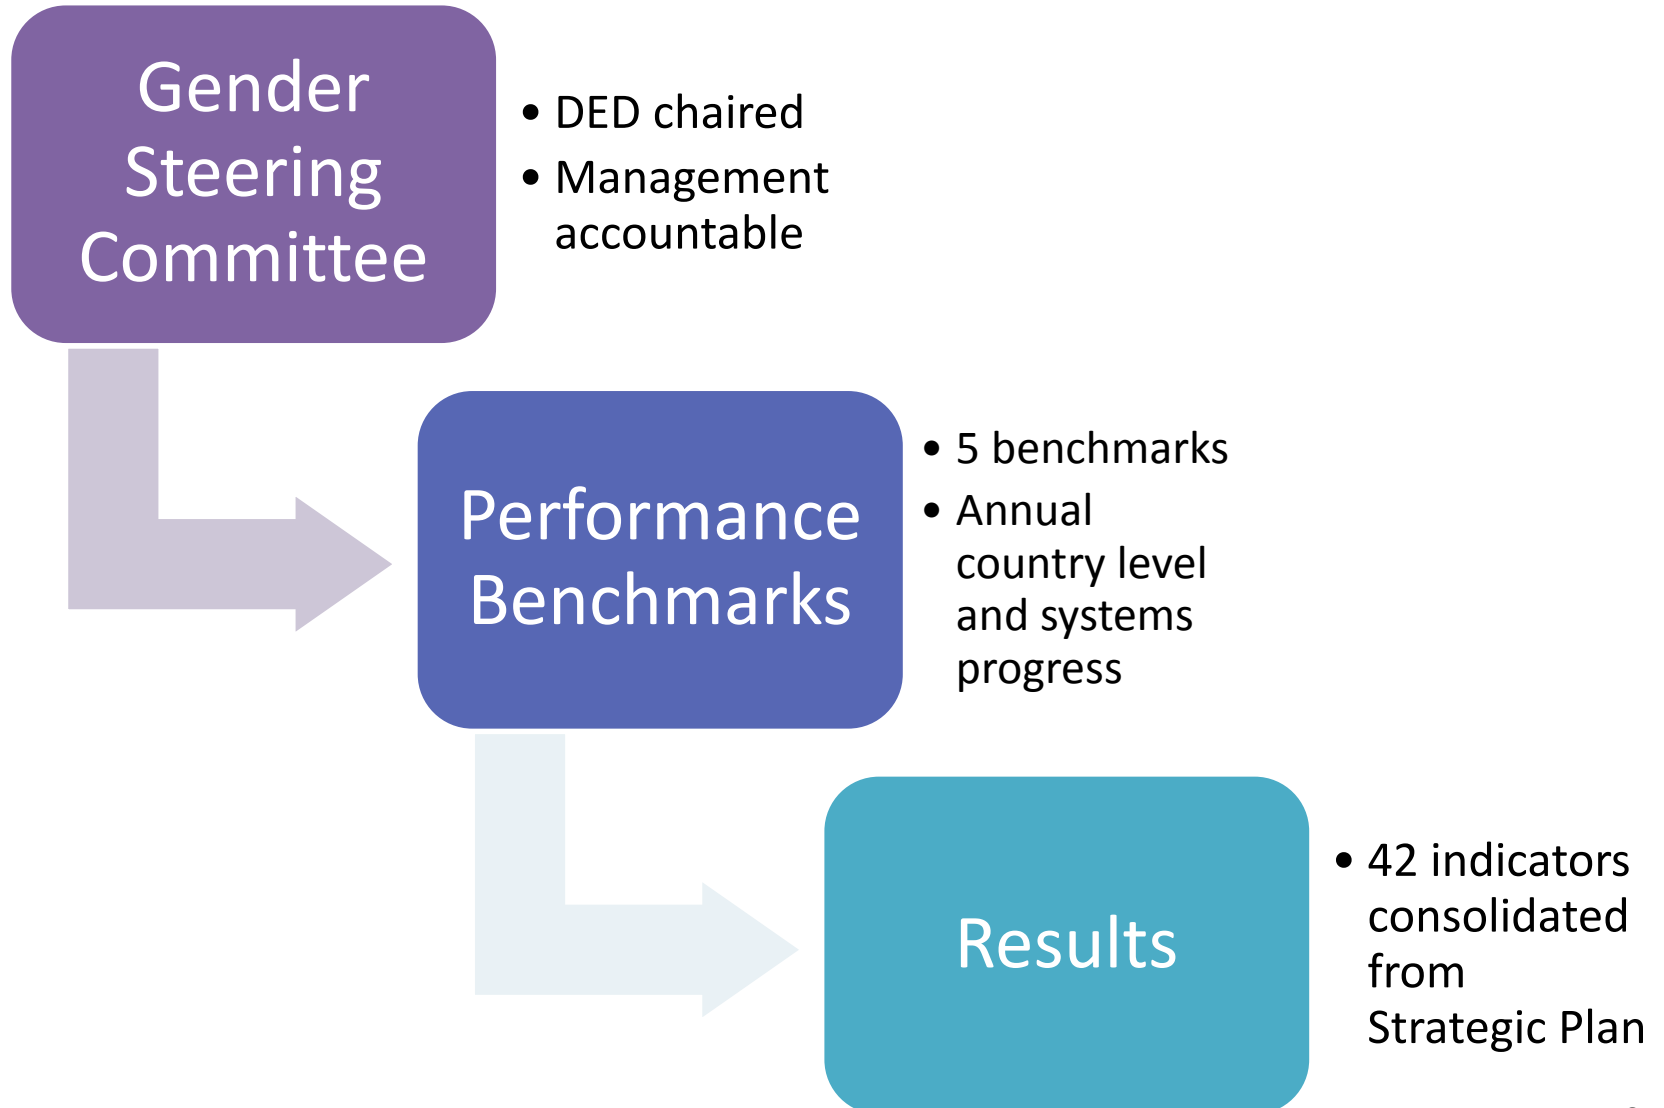 Gender
Steering
Committee
• DED chaired
• Management
accountable
Performance
Benchmarks
• 5 benchmarks
• Annual
country level
and systems
progress
Results
• 42 indicators
consolidated
from
Strategic Plan